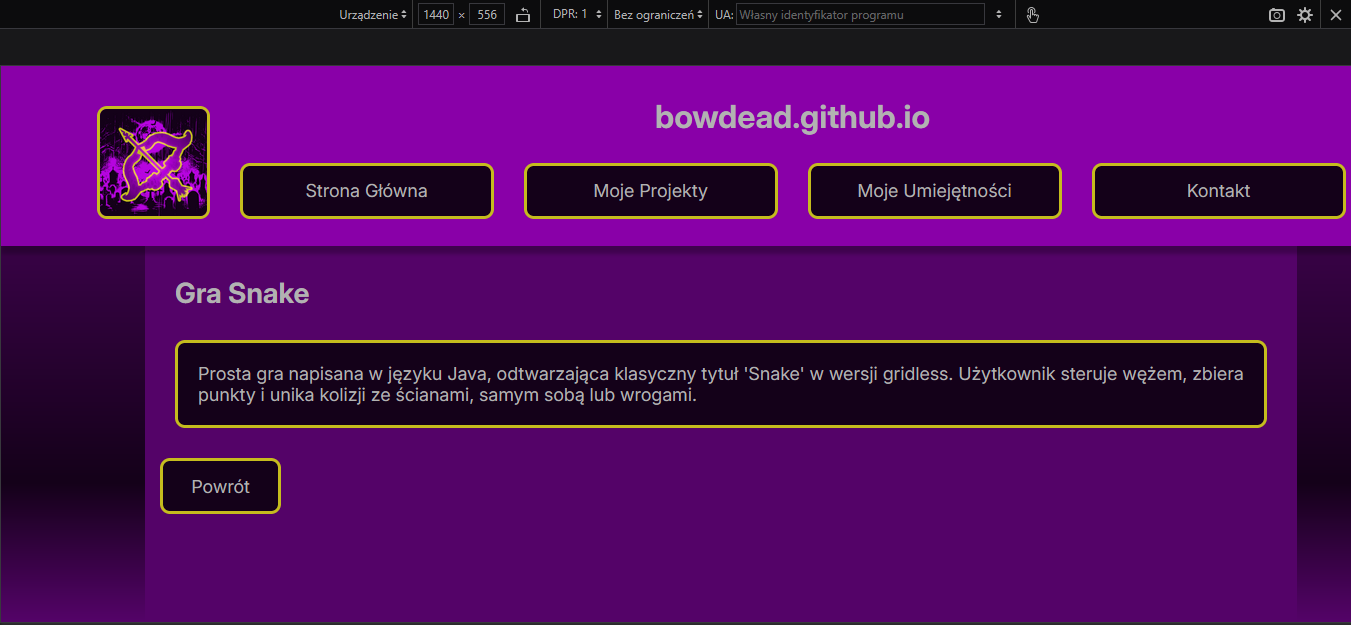 Urządzenie 1440 × 556 DPR: 1 Bez ograniczeń UA: Własny identyfikator programu
bowdead.github.io
Strona Główna Moje Projekty Moje Umiejętności Kontakt
Gra Snake
Prosta gra napisana w języku Java, odtwarzająca klasyczny tytuł 'Snake' w wersji gridless. Użytkownik steruje wężem, zbiera
punkty i unika kolizji ze ścianami, samym sobą lub wrogami.
Powrót